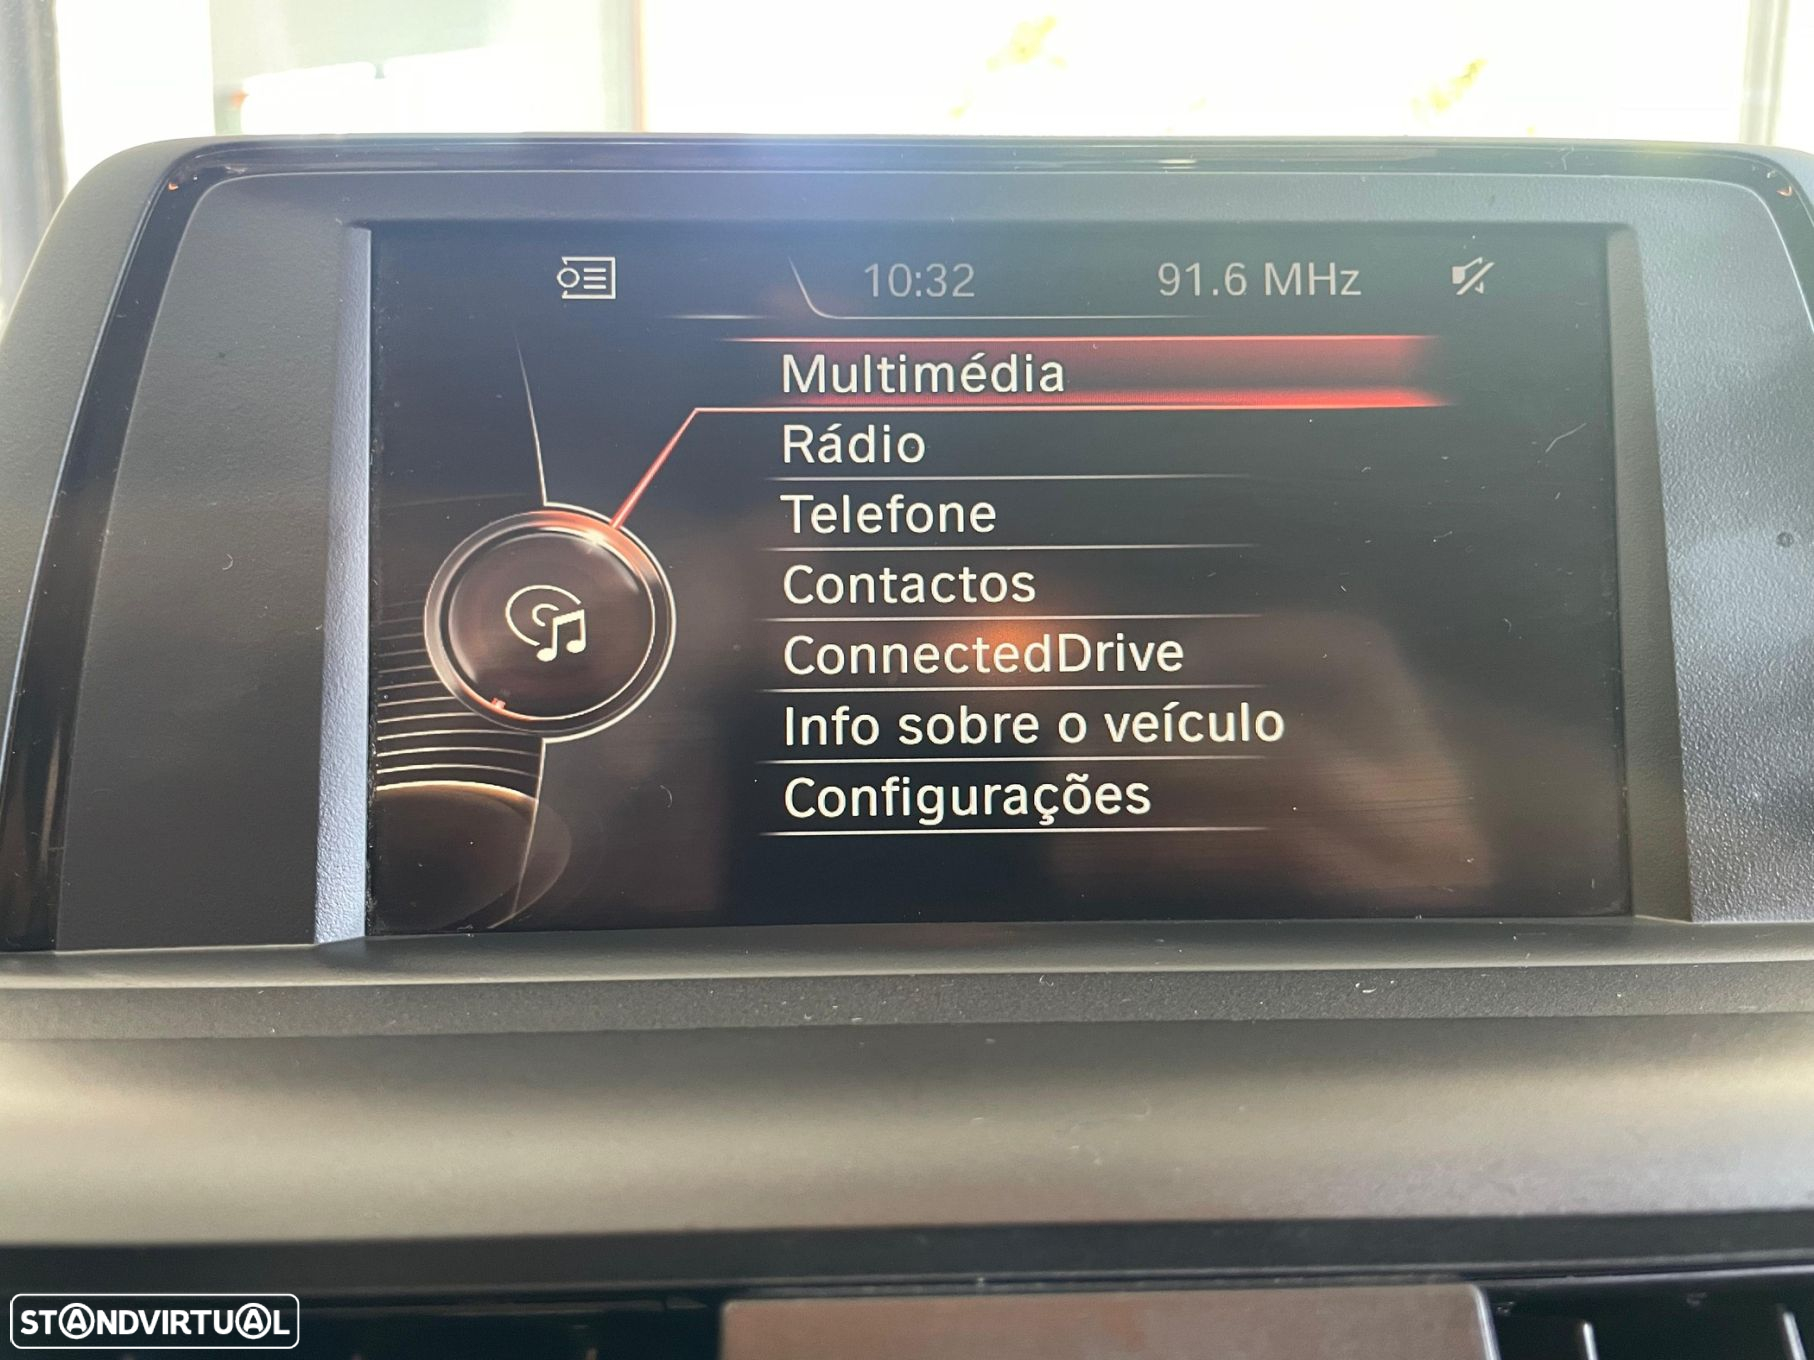 10:32 91.6 MHz
Multimédia
Rádio
Telefone
Contactos
ConnectedDrive
Info sobre o veículo
Configurações
STANDVIRTUAL